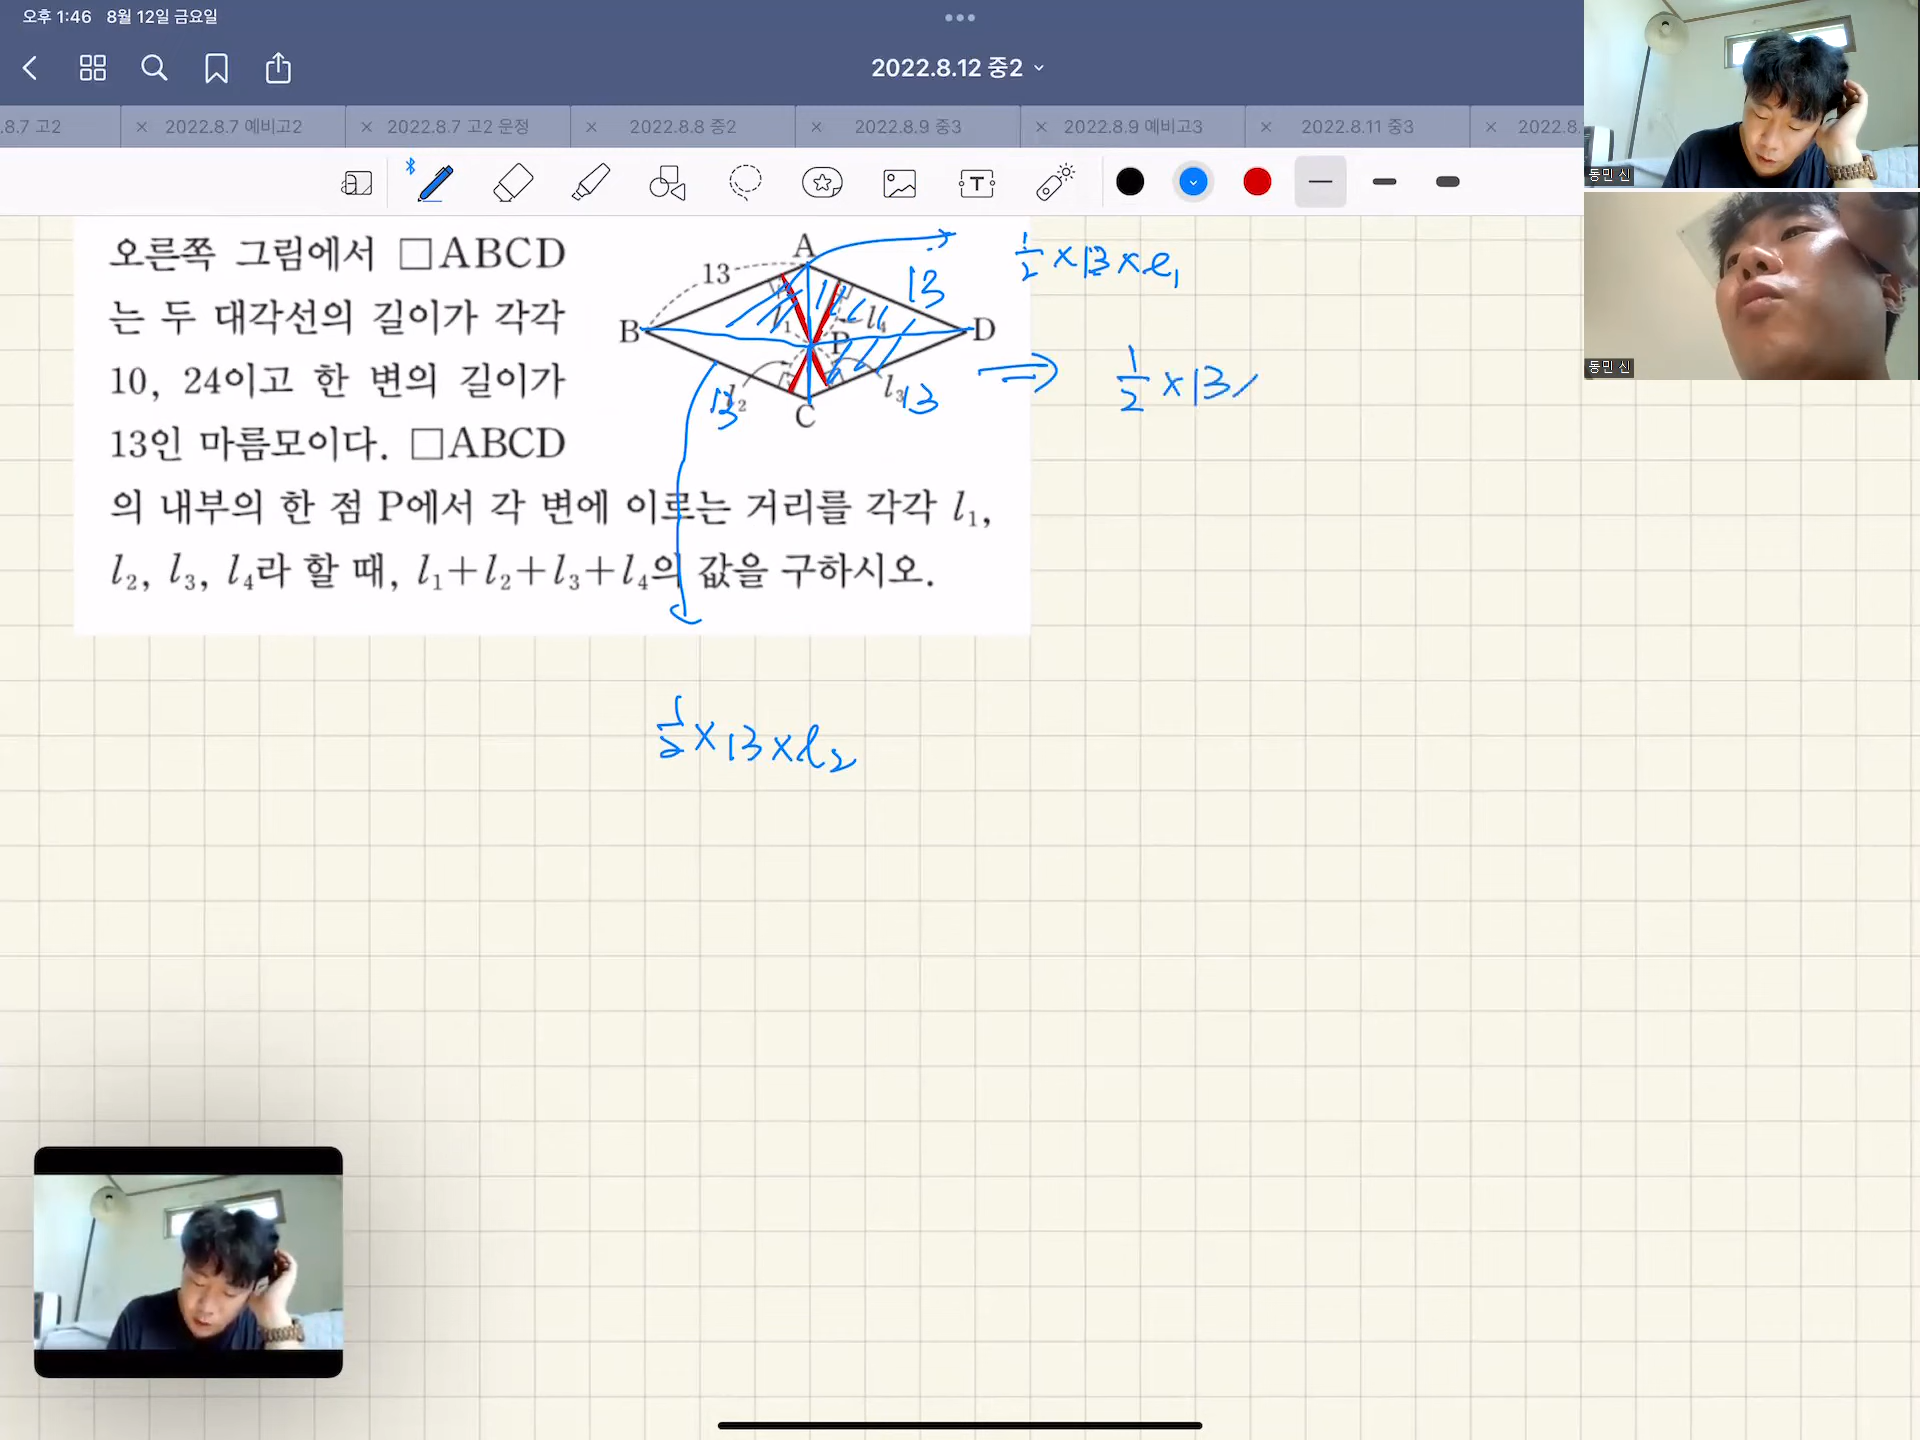 오후 1:46 8월 12일 금요일
2022.8.12 중2
.8.7 고2
2022.8.7 예비고2
2022.8.7 고2 문정
2022.8.8 중2
2022.8.9 중3
2022.8.9 예비고3
2022.8.11 중3
2022.8.
오른쪽 그림에서 □ABCD
는 두 대각선의 길이가 각각
10, 24이고 한 변의 길이가
13인 마름모이다. □ABCD
의 내부의 한 점 P에서 각 변에 이르는 거리를 각각 l₁,
l₂, l₃, l₄라 할 때, l₁+l₂+l₃+l₄의 값을 구하시오.
A
13
13
B
l₁
l₄
P
D
13
₂
l₃
13
C
½×13×l₁
⇒ ½×13
½×13×l₂
동민 신
동민 신